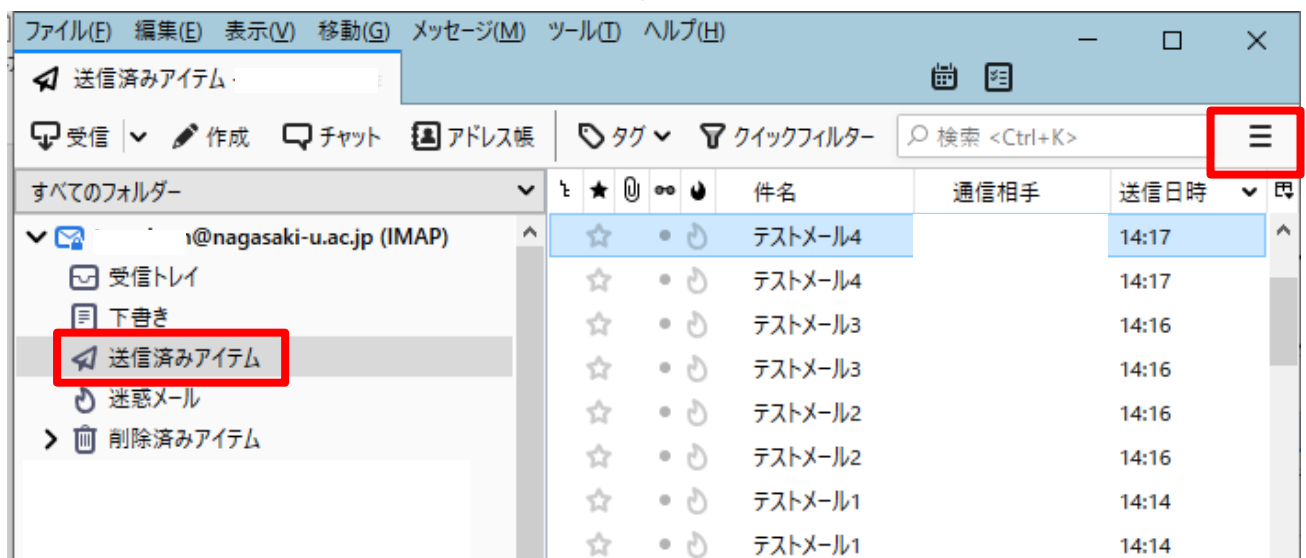 ファイル(F) 編集(E) 表示(V) 移動(G) メッセージ(M) ツール(T) ヘルプ(H)
送信済みアイテム -
受信 作成 チャット アドレス帳 タグ クイックフィルター 検索 <Ctrl+K>
すべてのフォルダー
件名 通信相手 送信日時
@nagasaki-u.ac.jp (IMAP)
受信トレイ
下書き
送信済みアイテム
迷惑メール
削除済みアイテム
テストメール4 14:17
テストメール4 14:17
テストメール3 14:16
テストメール3 14:16
テストメール2 14:16
テストメール2 14:16
テストメール1 14:14
テストメール1 14:14